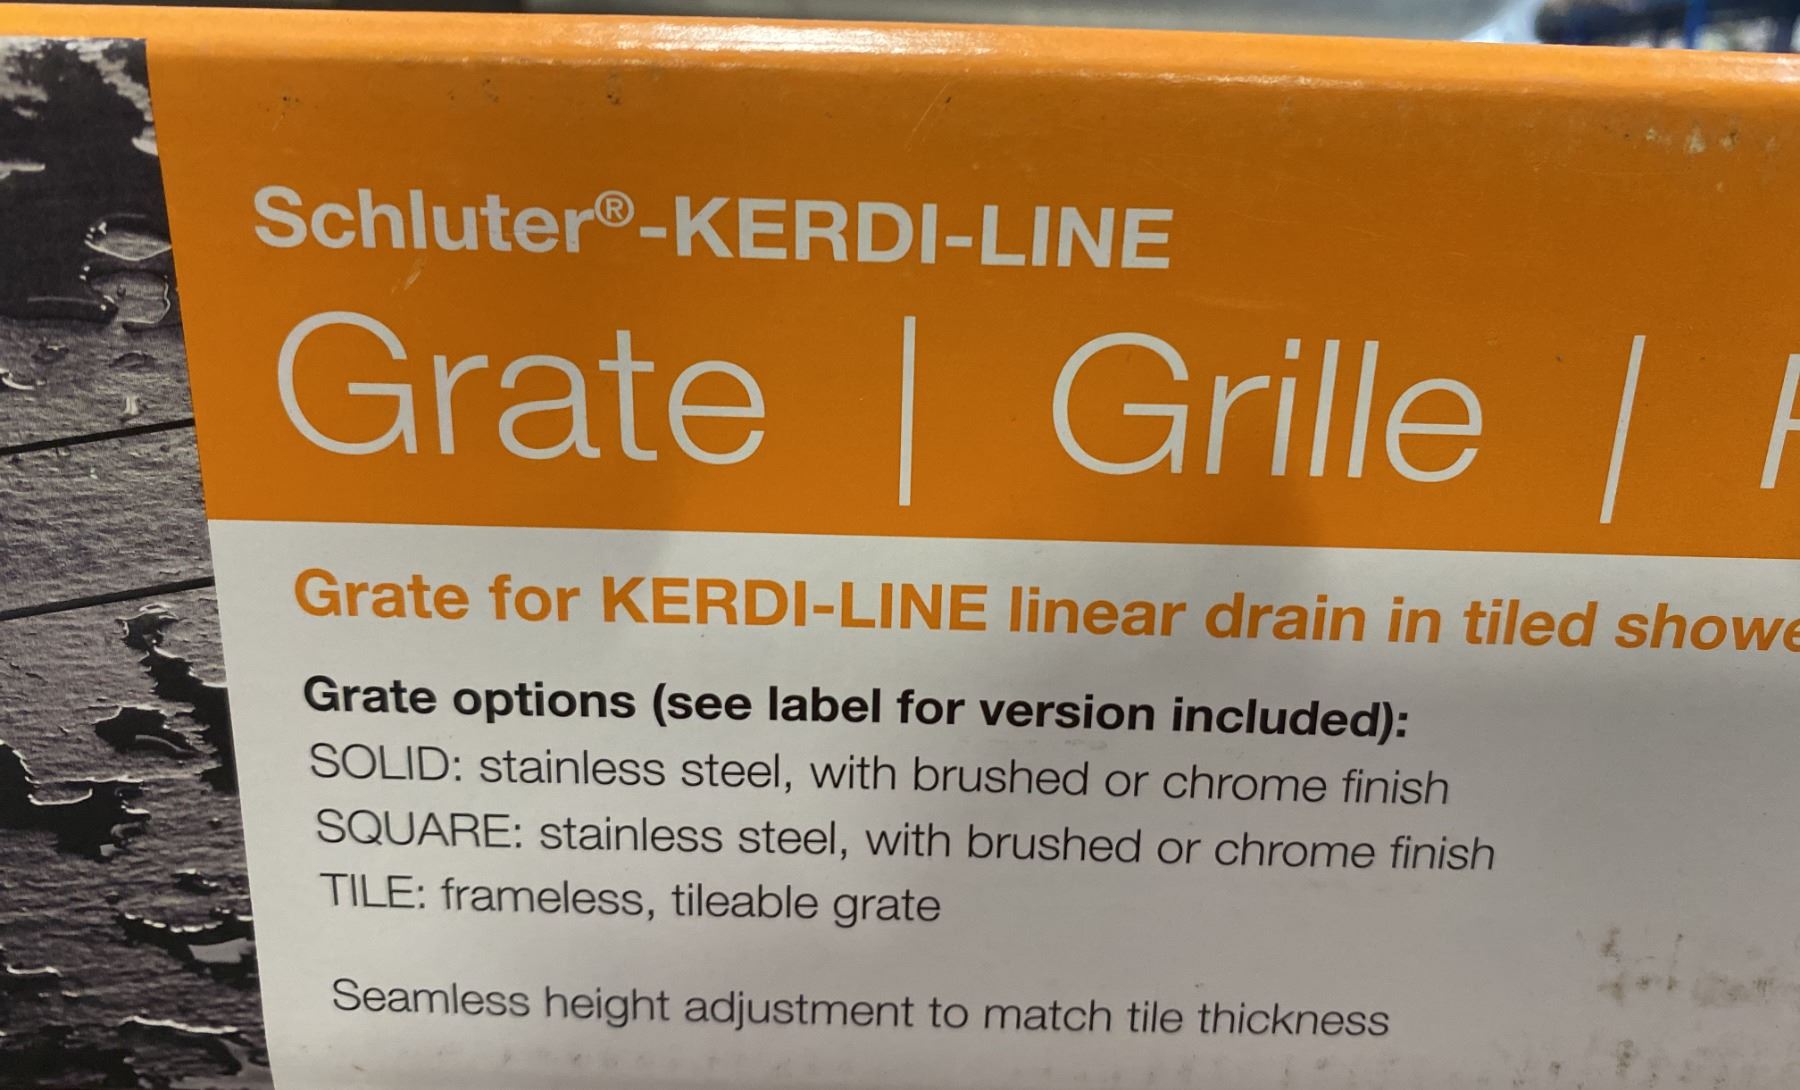 Schluter®-KERDI-LINE
Grate | Grille |
Grate for KERDI-LINE linear drain in tiled
Grate options (see label for version included):
SOLID: stainless steel, with brushed or chrome finish
SQUARE: stainless steel, with brushed or chrome finish
TILE: frameless, tileable grate
Seamless height adjustment to match tile thickness